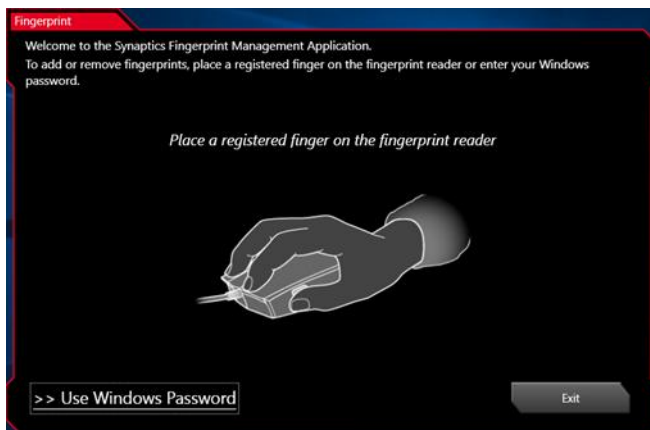 Fingerprint
Welcome to the Synaptics Fingerprint Management Application.
To add or remove fingerprints, place a registered finger on the fingerprint reader or enter your Windows
password.
Place a registered finger on the fingerprint reader
>> Use Windows Password
Exit